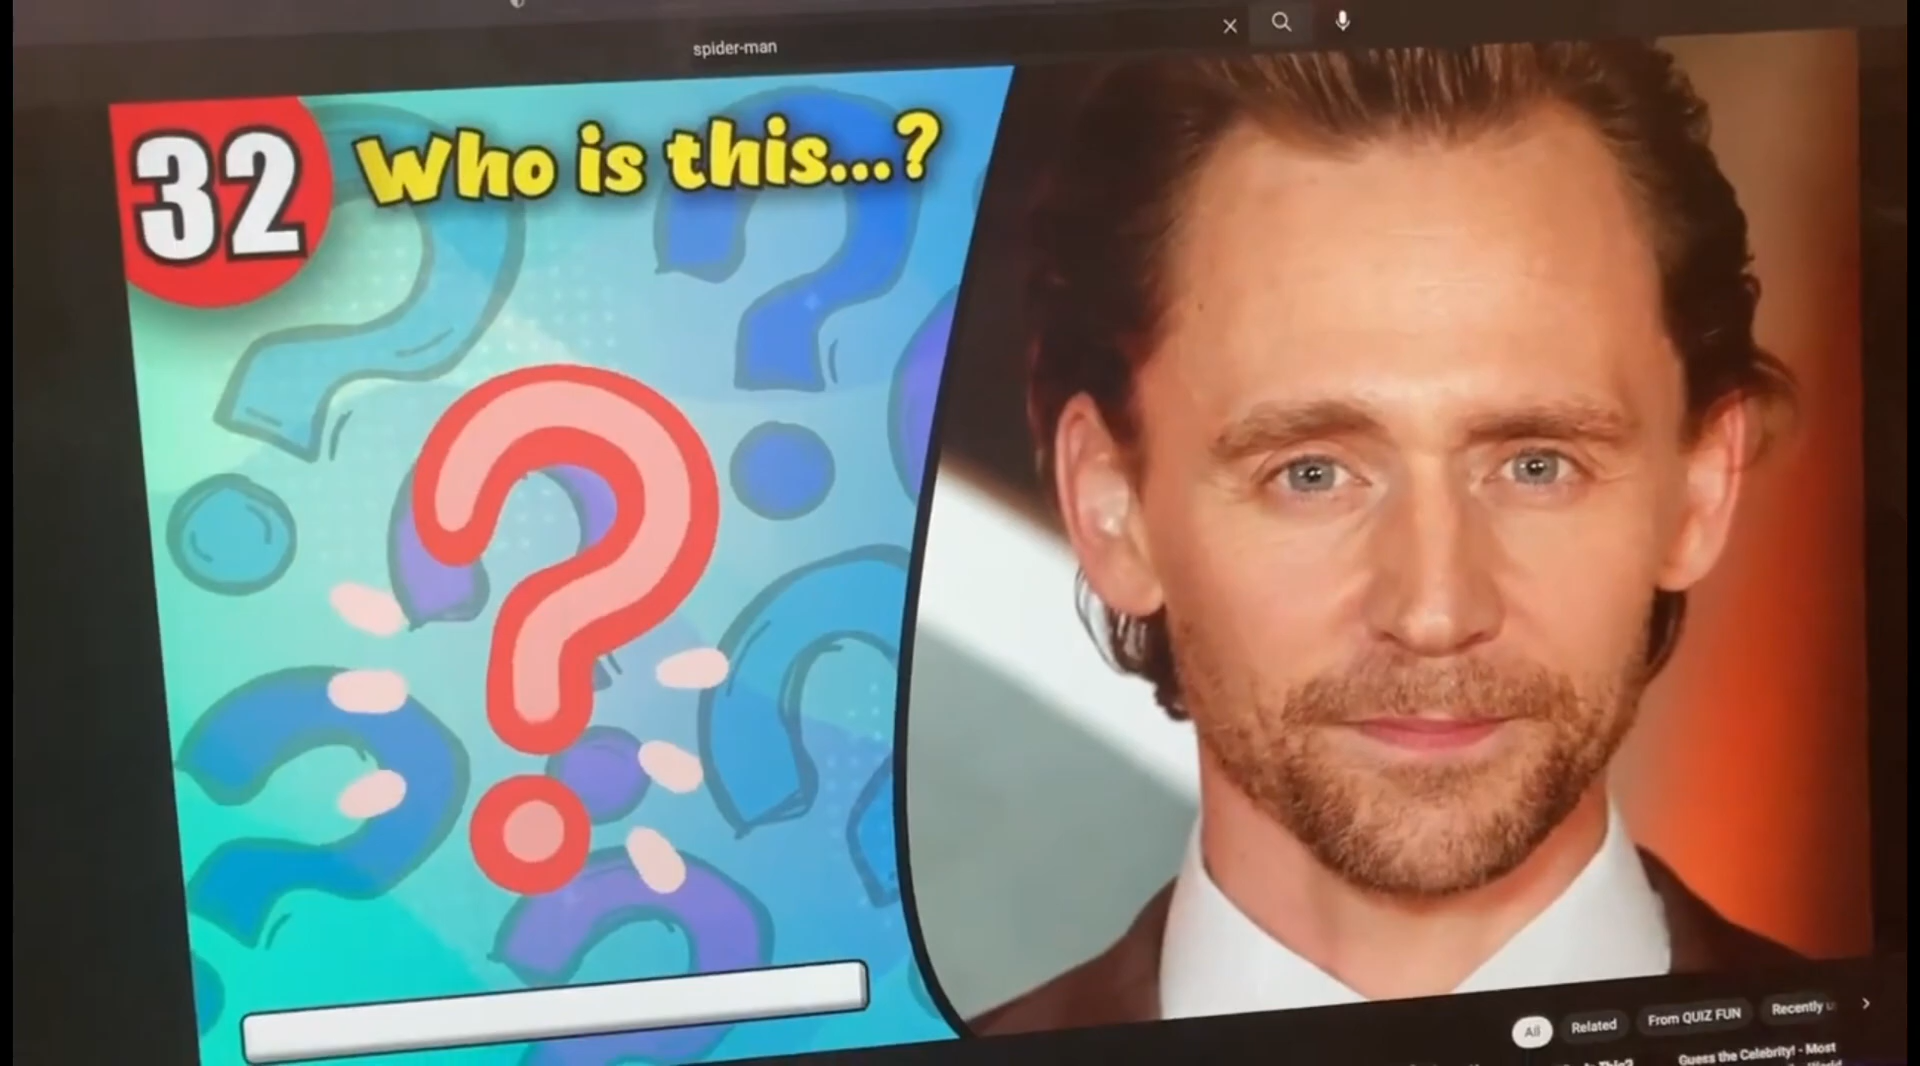 spider-man
32
Who is this...?
All
Related
From QUIZ FUN
Recently
Guess the Celebrity! - Most